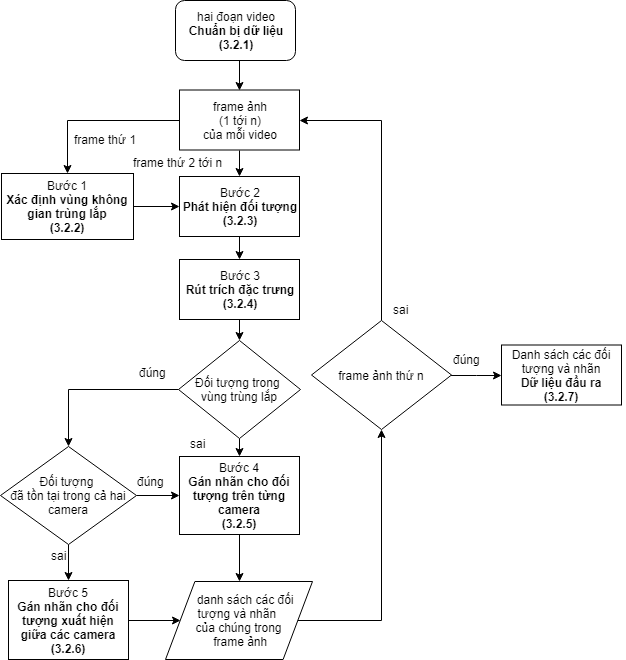 hai đoạn video
Chuẩn bị dữ liệu
(3.2.1)
frame ảnh
(1 tới n)
của mỗi video
frame thứ 1
frame thứ 2 tới n
Bước 1
Xác định vùng không
gian trùng lắp
(3.2.2)
Bước 2
Phát hiện đối tượng
(3.2.3)
Bước 3
Rút trích đặc trưng
(3.2.4)
sai
đúng
Đối tượng trong
vùng trùng lắp
sai
frame ảnh thứ n
đúng
Danh sách các đối
tượng và nhãn
Dữ liệu đầu ra
(3.2.7)
Đối tượng
đã tồn tại trong cả hai
camera
đúng
sai
Bước 4
Gán nhãn cho đối
tượng trên từng
camera
(3.2.5)
Bước 5
Gán nhãn cho đối
tượng xuất hiện
giữa các camera
(3.2.6)
danh sách các đối
tượng và nhãn
của chúng trong
frame ảnh